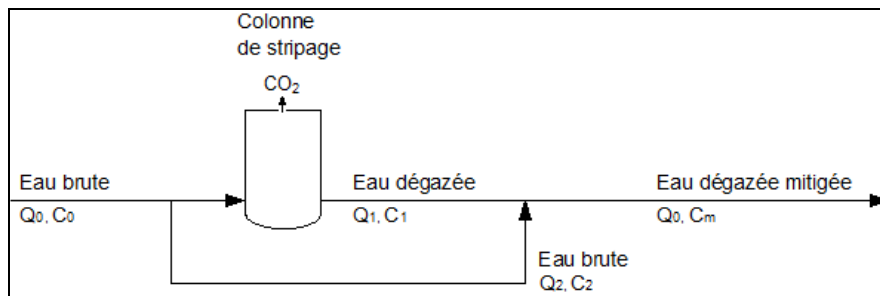 Colonne
de stripage
CO₂
Eau brute
Q₀, C₀
Eau dégazée
Q₁, C₁
Eau dégazée mitigée
Q₀, Cₘ
Eau brute
Q₂, C₂